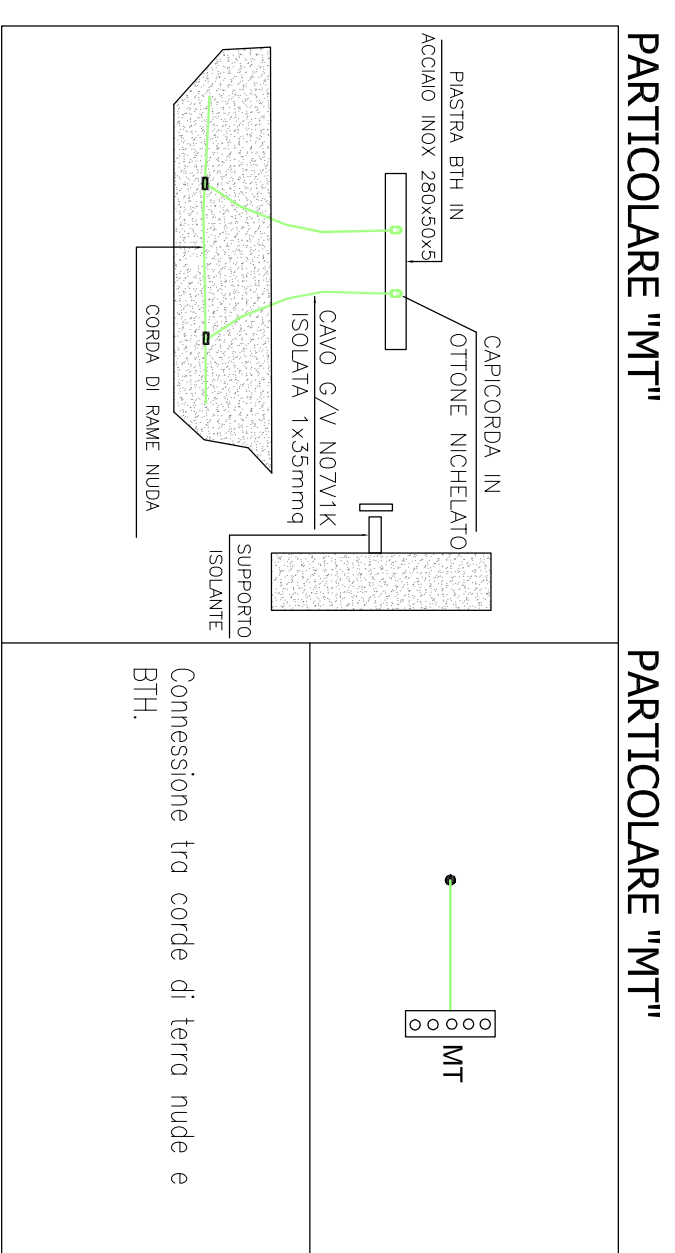 PARTICOLARE "MT"
PIASTRA BTH IN
ACCIAIO INOX 280x50x5
CAPICORDA IN
OTTONE NICHELATO
CAVO G/V N07V1K
ISOLATA 1x35mmq
SUPPORTO
ISOLANTE
CORDA DI RAME NUDA
PARTICOLARE "MT"
MT
Connessione tra corde di terra nude e
BTH.